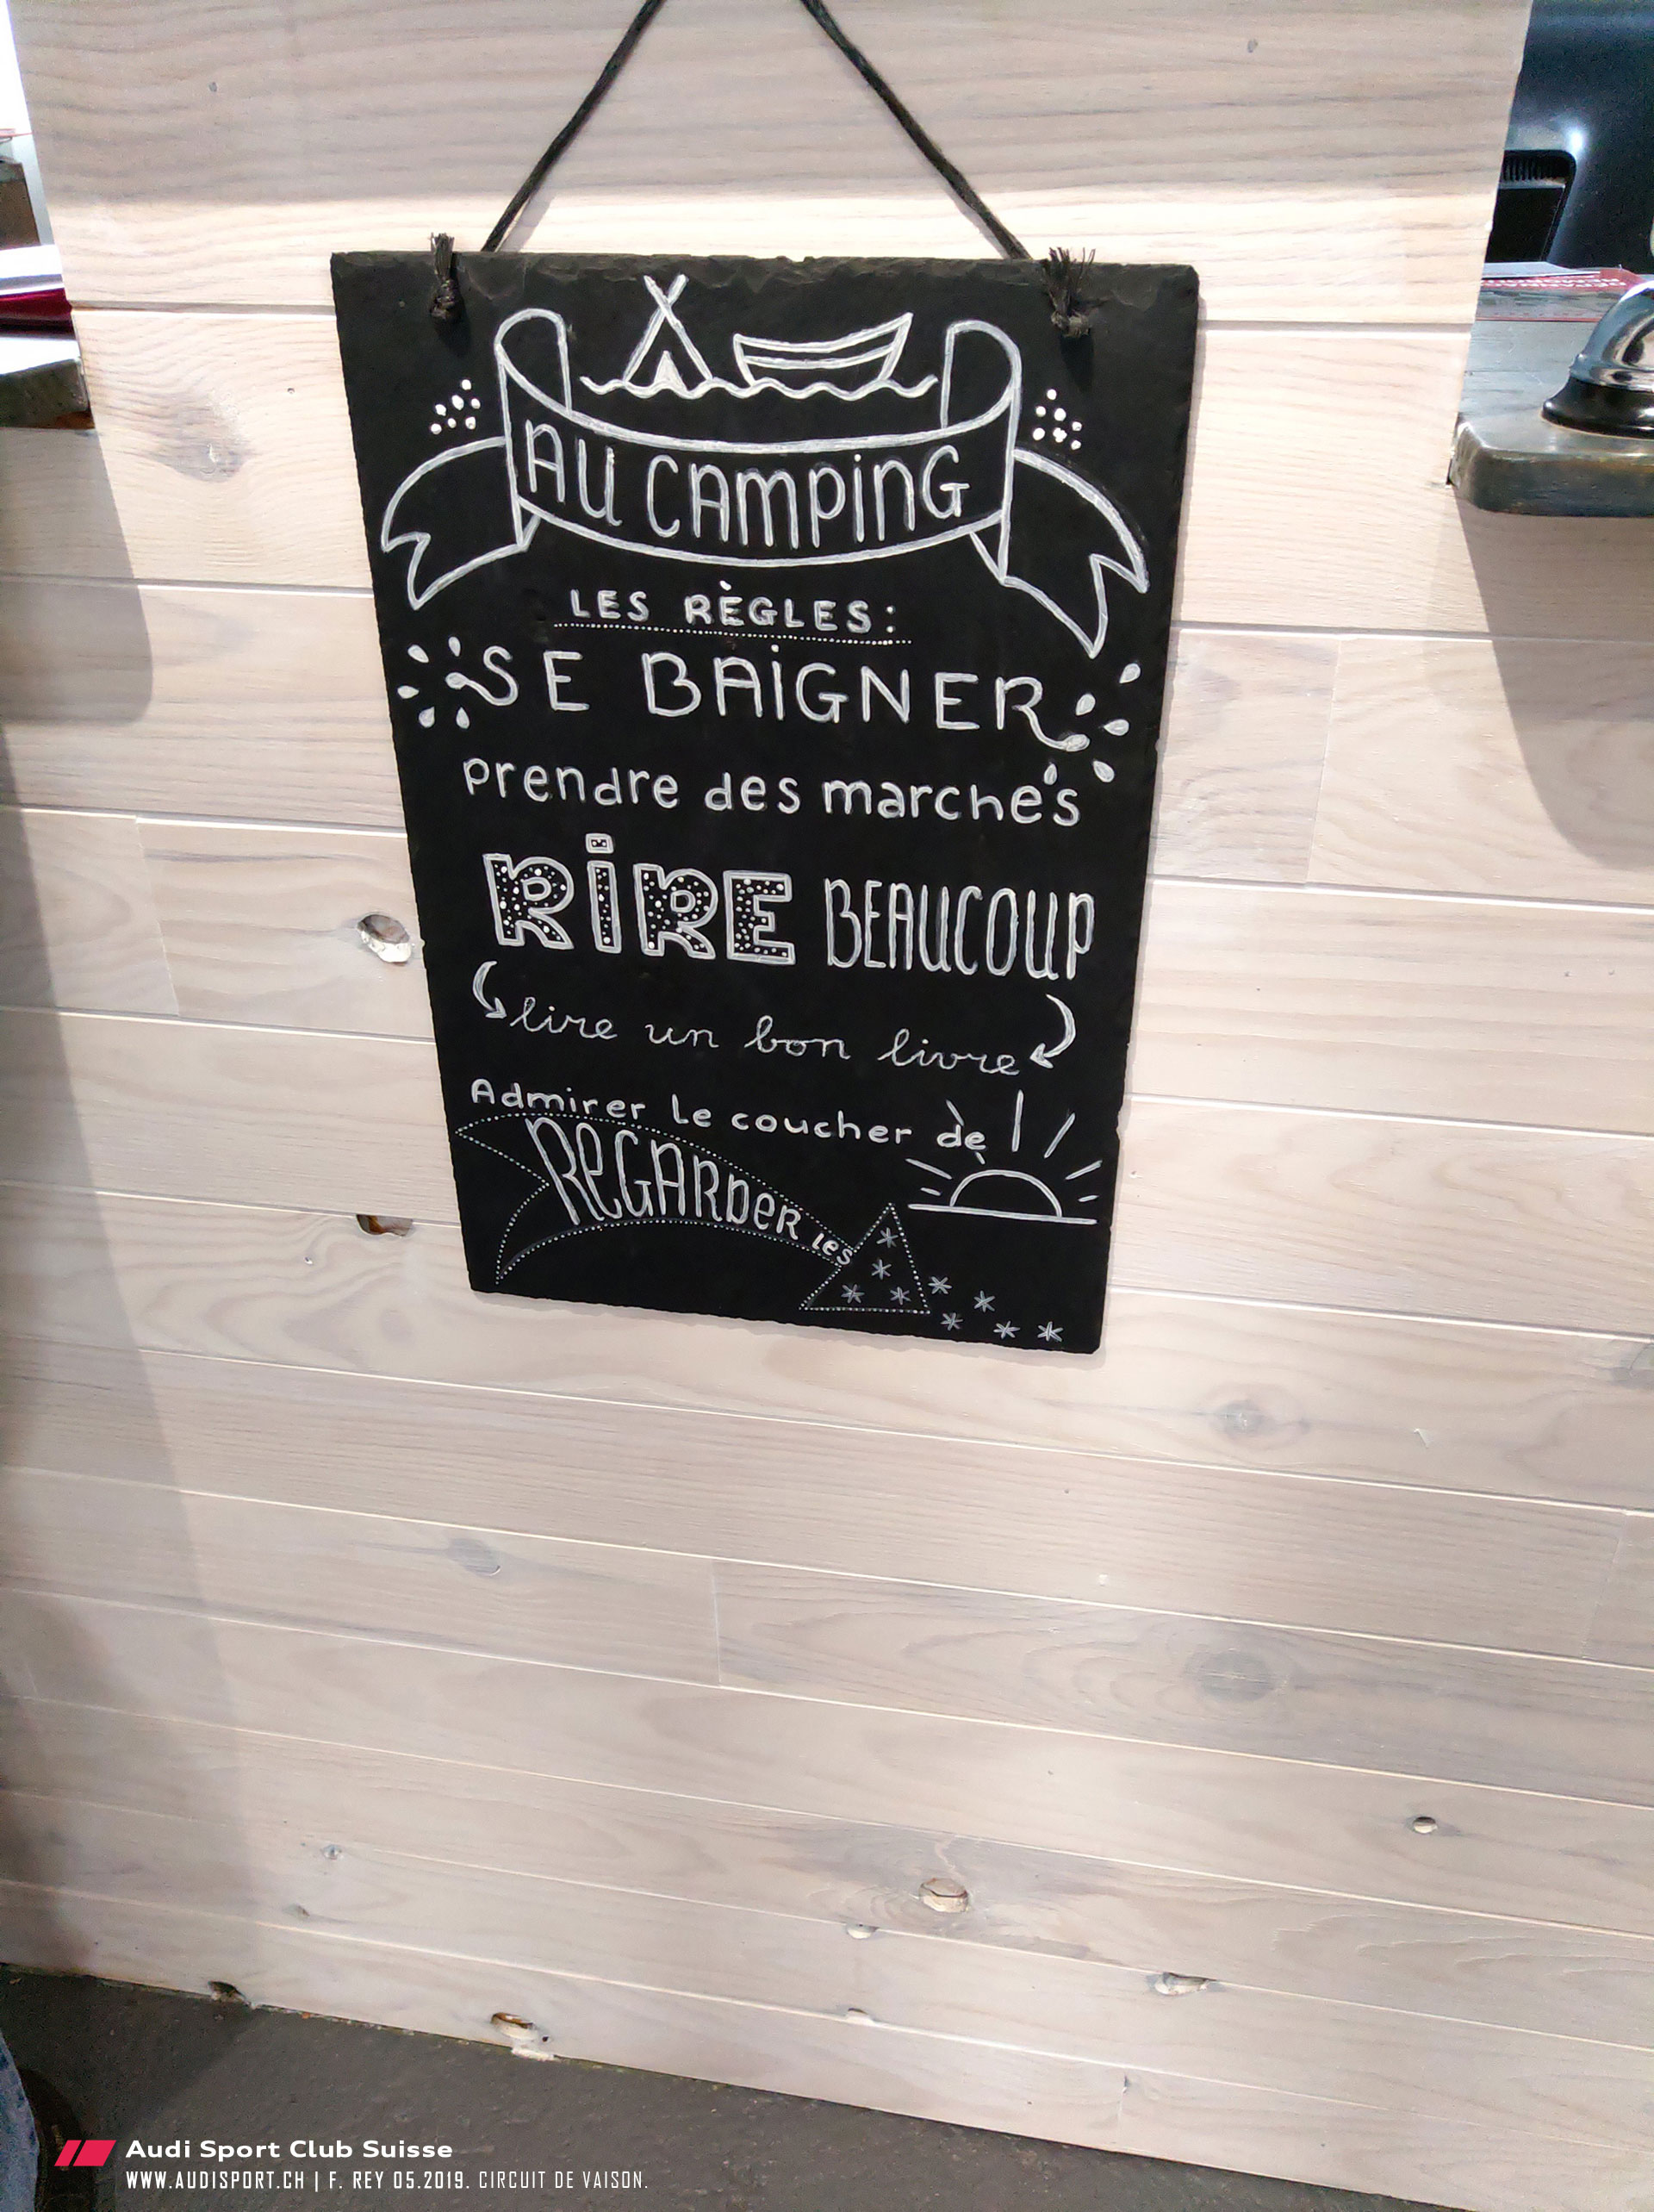 AU CAMPING
LES RÈGLES:
SE BAIGNER
prendre des marches
RIRE BEAUCOUP
lire un bon livre
Admirer le coucher de
REGARDER les
Audi Sport Club Suisse
WWW.AUDISPORT.CH | F. REY 05.2019. CIRCUIT DE VAISON.